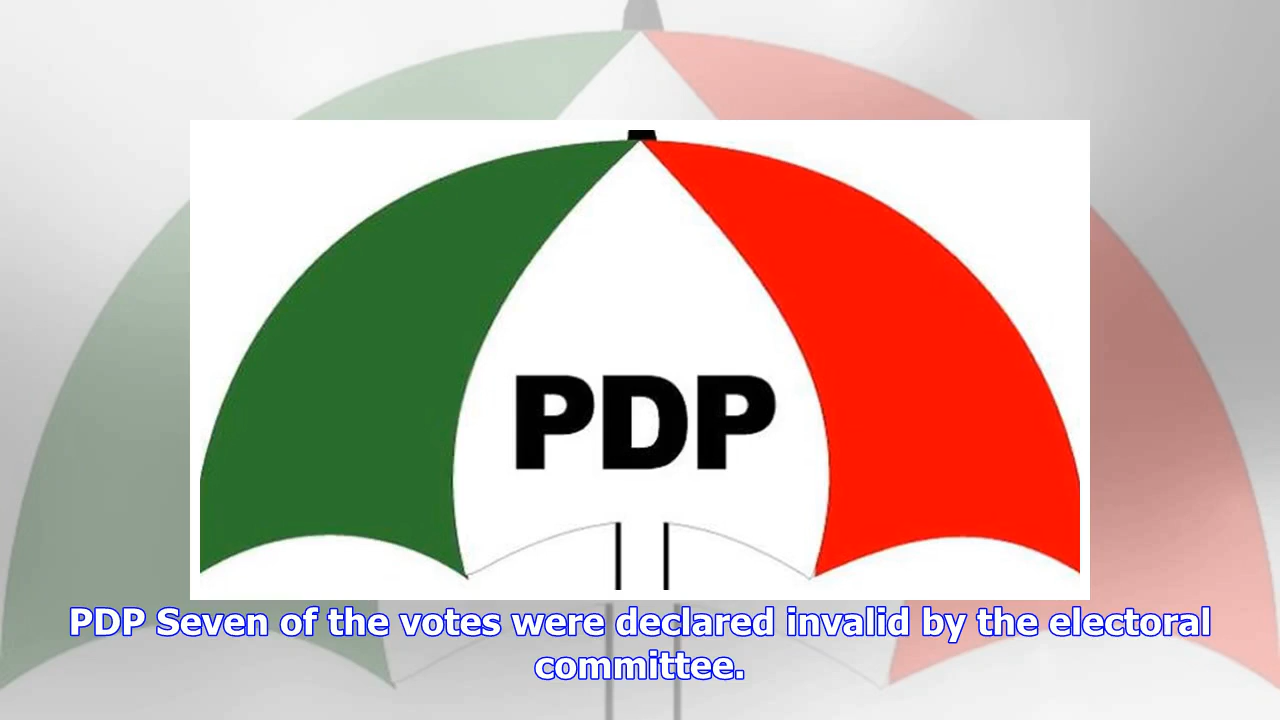 PDP
PDP Seven of the votes were declared invalid by the electoral
committee.